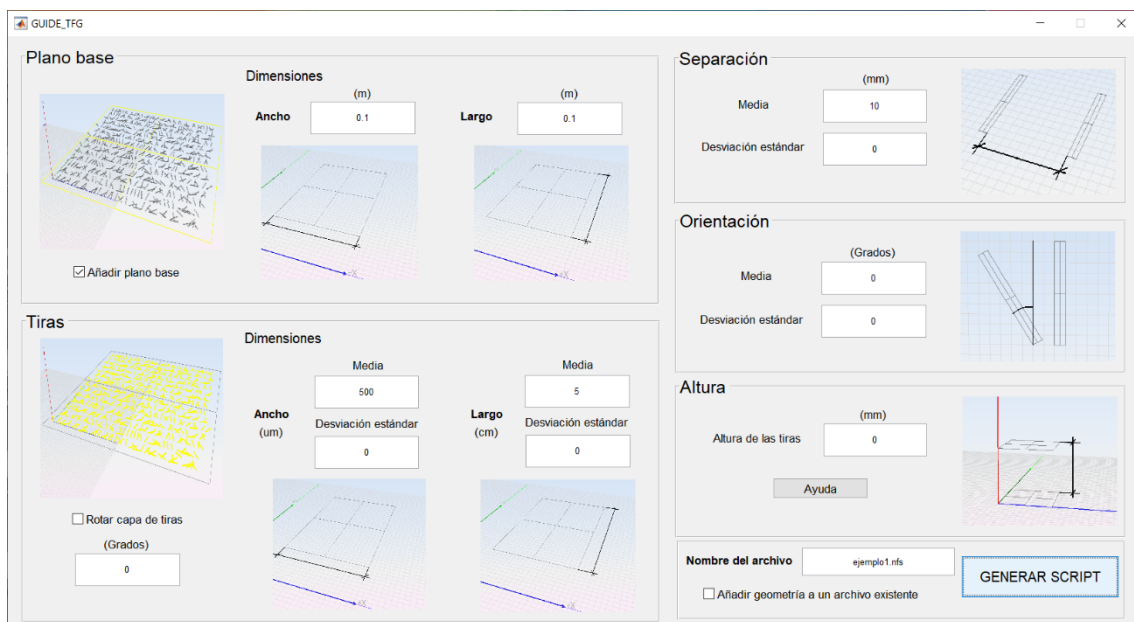 GUIDE_TFG
Plano base
Dimensiones
(m)
Ancho
0.1
(m)
Largo
0.1
Añadir plano base
Tiras
Dimensiones
Media
500
Ancho
(um)
Desviación estándar
0
Media
5
Largo
(cm)
Desviación estándar
0
Rotar capa de tiras
(Grados)
0
Separación
(mm)
Media
10
Desviación estándar
0
Orientación
(Grados)
Media
0
Desviación estándar
0
Altura
(mm)
Altura de las tiras
0
Ayuda
Nombre del archivo
ejemplo1.nfs
Añadir geometría a un archivo existente
GENERAR SCRIPT